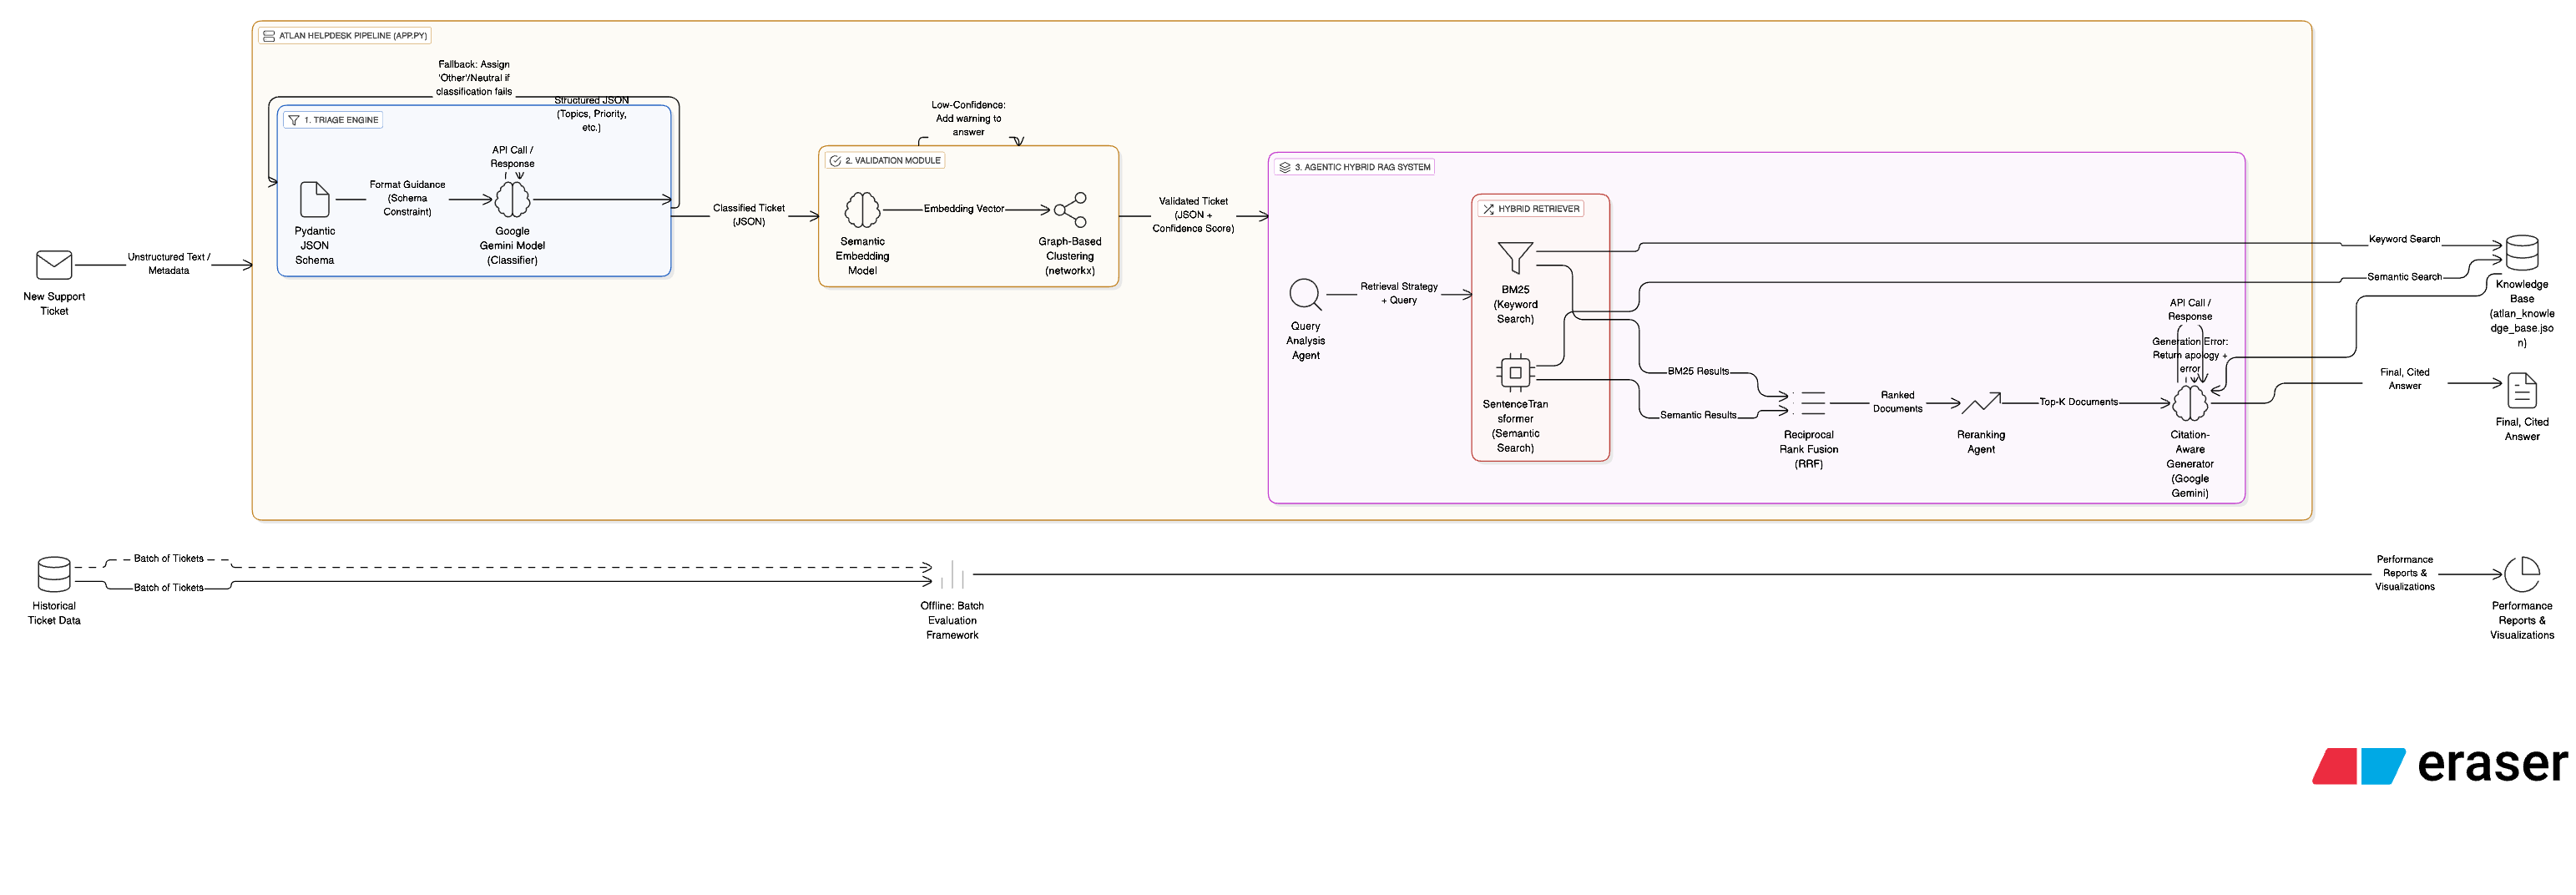 ATLAN HELPDESK PIPELINE (APP.PY)
Fallback: Assign
'Other'/Neutral if
classification fails
Structured JSON
(Topics, Priority,
etc.)
1. TRIAGE ENGINE
API Call /
Response
Format Guidance
(Schema
Constraint)
Pydantic
JSON
Schema
Google
Gemini Model
(Classifier)
New Support
Ticket
Unstructured Text /
Metadata
Classified Ticket
(JSON)
Low-Confidence:
Add warning to
answer
2. VALIDATION MODULE
Semantic
Embedding
Model
Embedding Vector
Graph-Based
Clustering
(networkx)
Validated Ticket
(JSON +
Confidence Score)
3. AGENTIC HYBRID RAG SYSTEM
Query
Analysis
Agent
Retrieval Strategy
+ Query
HYBRID RETRIEVER
BM25
(Keyword
Search)
SentenceTran
sformer
(Semantic
Search)
BM25 Results
Semantic Results
Reciprocal
Rank Fusion
(RRF)
Ranked
Documents
Reranking
Agent
Top-K Documents
API Call /
Response
Generation Error:
Return apology +
error
Citation-
Aware
Generator
(Google
Gemini)
Keyword Search
Semantic Search
Knowledge
Base
(atlan_knowle
dge_base.jso
n)
Final, Cited
Answer
Final, Cited
Answer
Historical
Ticket Data
Batch of Tickets
Batch of Tickets
Offline: Batch
Evaluation
Framework
Performance
Reports &
Visualizations
Performance
Reports &
Visualizations
eraser